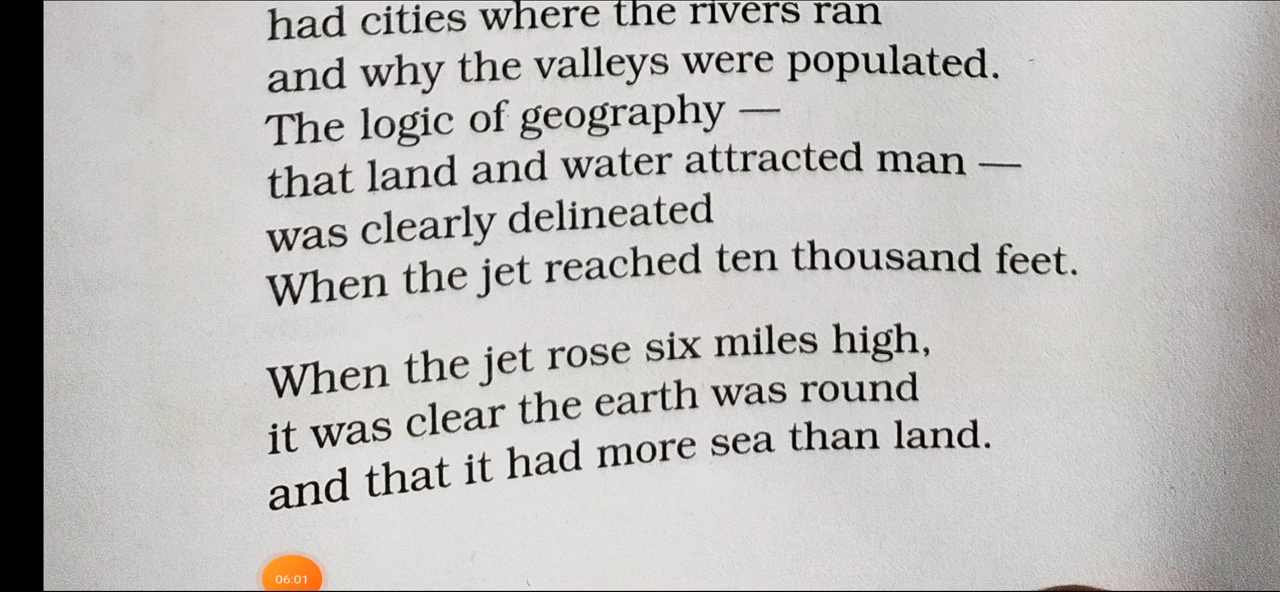 had cities where the rivers ran
and why the valleys were populated.
The logic of geography —
that land and water attracted man —
was clearly delineated
When the jet reached ten thousand feet.
When the jet rose six miles high,
it was clear the earth was round
and that it had more sea than land.
06:01